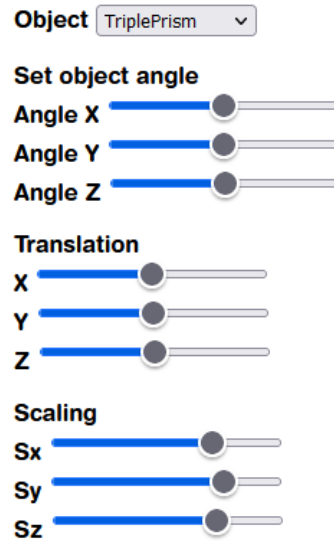 Object TriplePrism
Set object angle
Angle X
Angle Y
Angle Z
Translation
X
Y
Z
Scaling
Sx
Sy
Sz